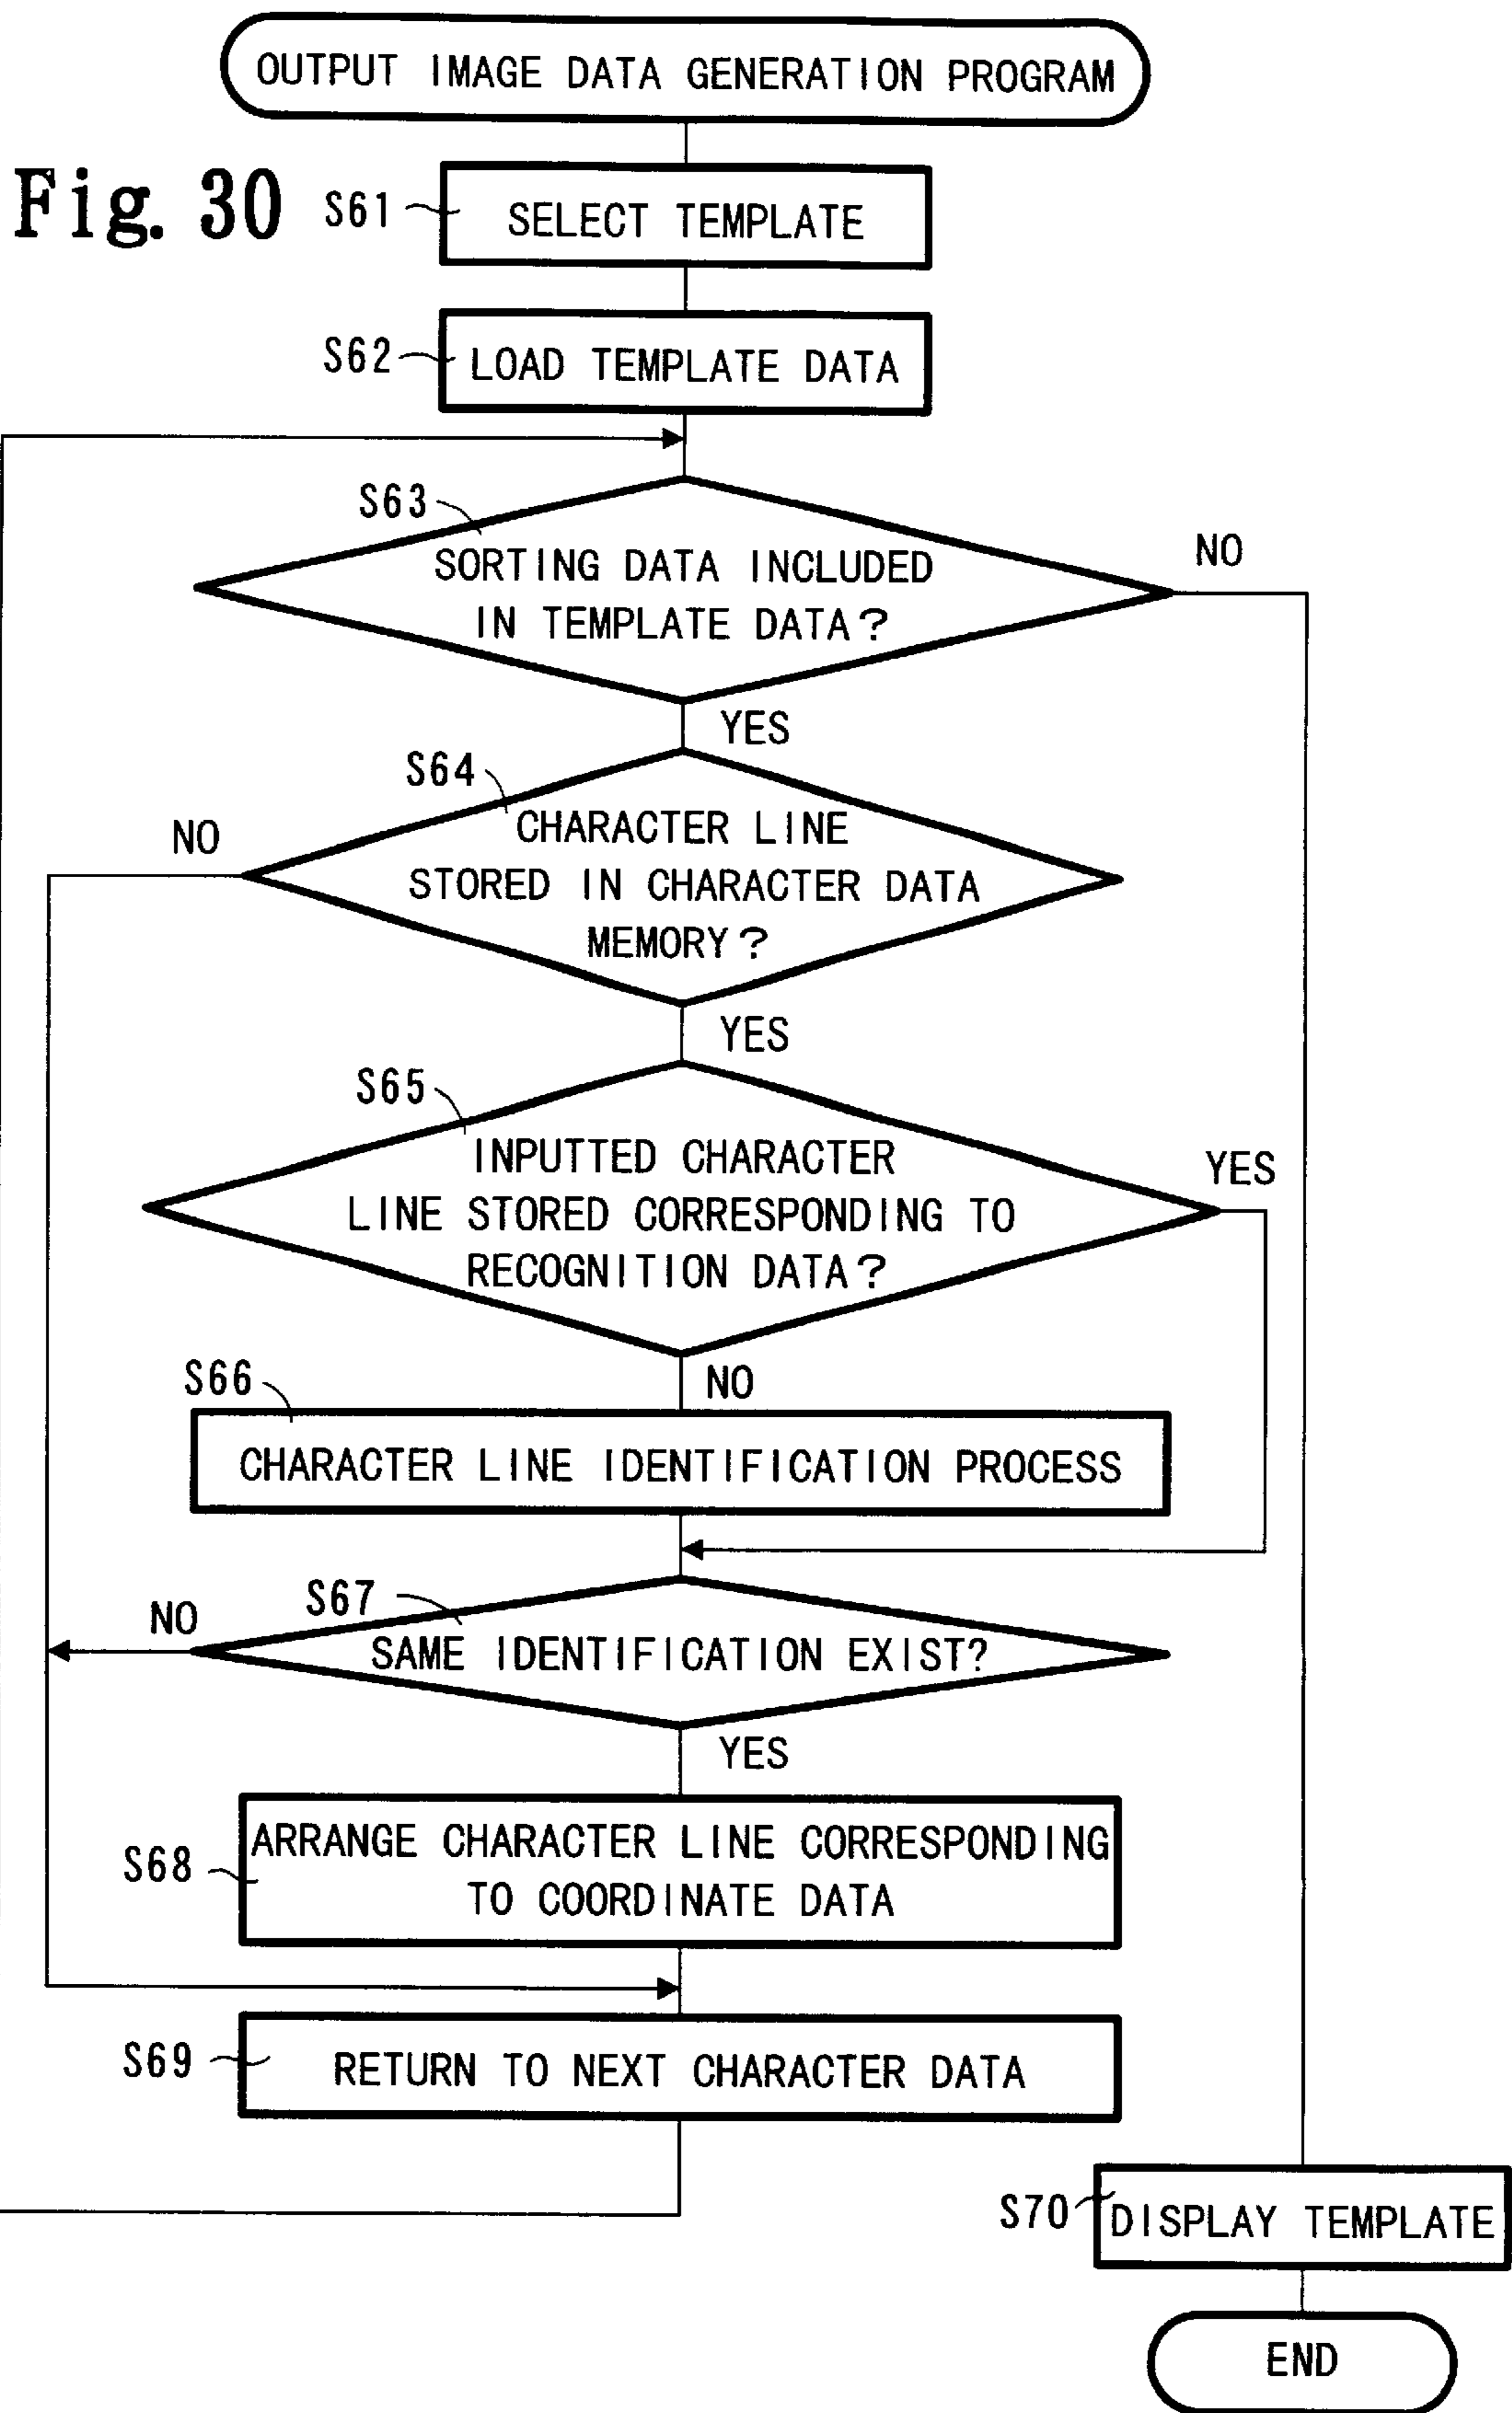 OUTPUT IMAGE DATA GENERATION PROGRAM
Fig. 30
S61
SELECT TEMPLATE
S62
LOAD TEMPLATE DATA
S63
SORTING DATA INCLUDED
IN TEMPLATE DATA?
NO
YES
S64
CHARACTER LINE
STORED IN CHARACTER DATA
MEMORY?
NO
YES
S65
INPUTTED CHARACTER
LINE STORED CORRESPONDING TO
RECOGNITION DATA?
YES
NO
S66
CHARACTER LINE IDENTIFICATION PROCESS
S67
NO
SAME IDENTIFICATION EXIST?
YES
S68
ARRANGE CHARACTER LINE CORRESPONDING
TO COORDINATE DATA
S69
RETURN TO NEXT CHARACTER DATA
S70
DISPLAY TEMPLATE
END